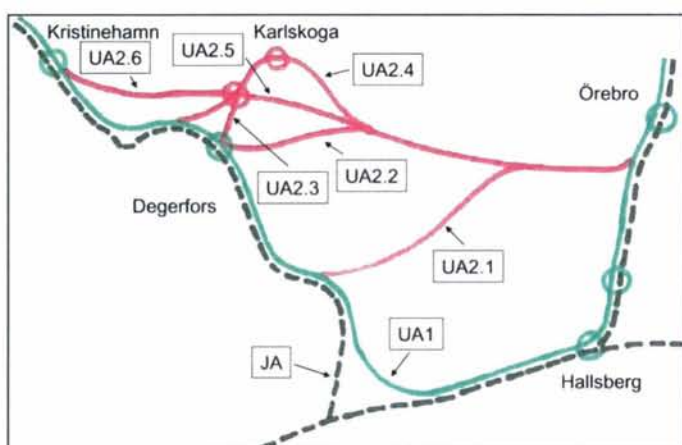 Kristinehamn
Karlskoga
UA2.6
UA2.5
UA2.4
Örebro
UA2.3
UA2.2
Degerfors
UA2.1
JA
UA1
Hallsberg